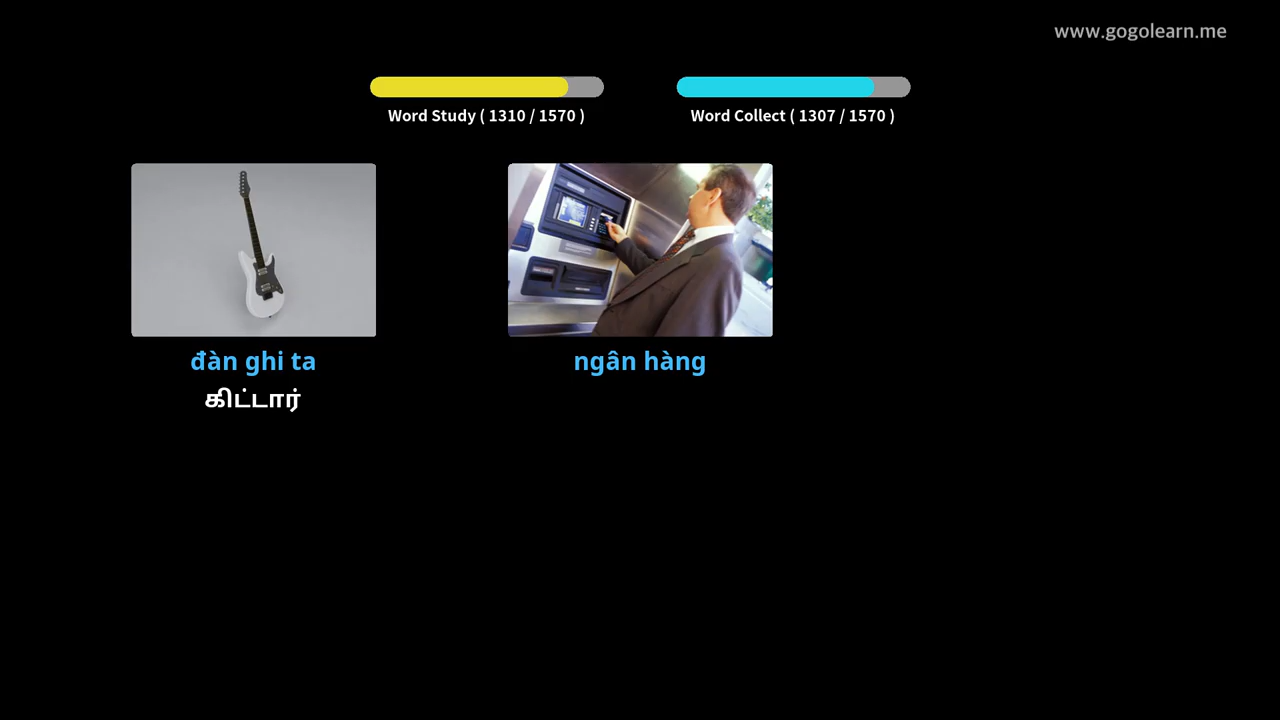 www.gogolearn.me
Word Study ( 1310 / 1570 )
Word Collect ( 1307 / 1570 )
đàn ghi ta
கிட்டார்
ngân hàng